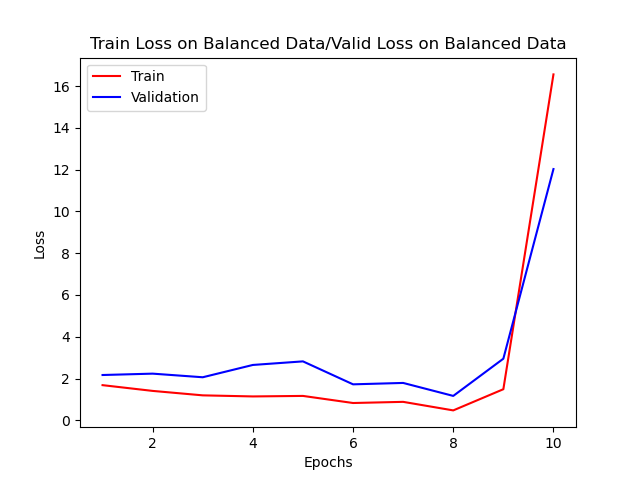 Train Loss on Balanced Data/Valid Loss on Balanced Data
Train
Validation
16
14
12
10
8
6
4
2
0
Loss
2
4
6
8
10
Epochs